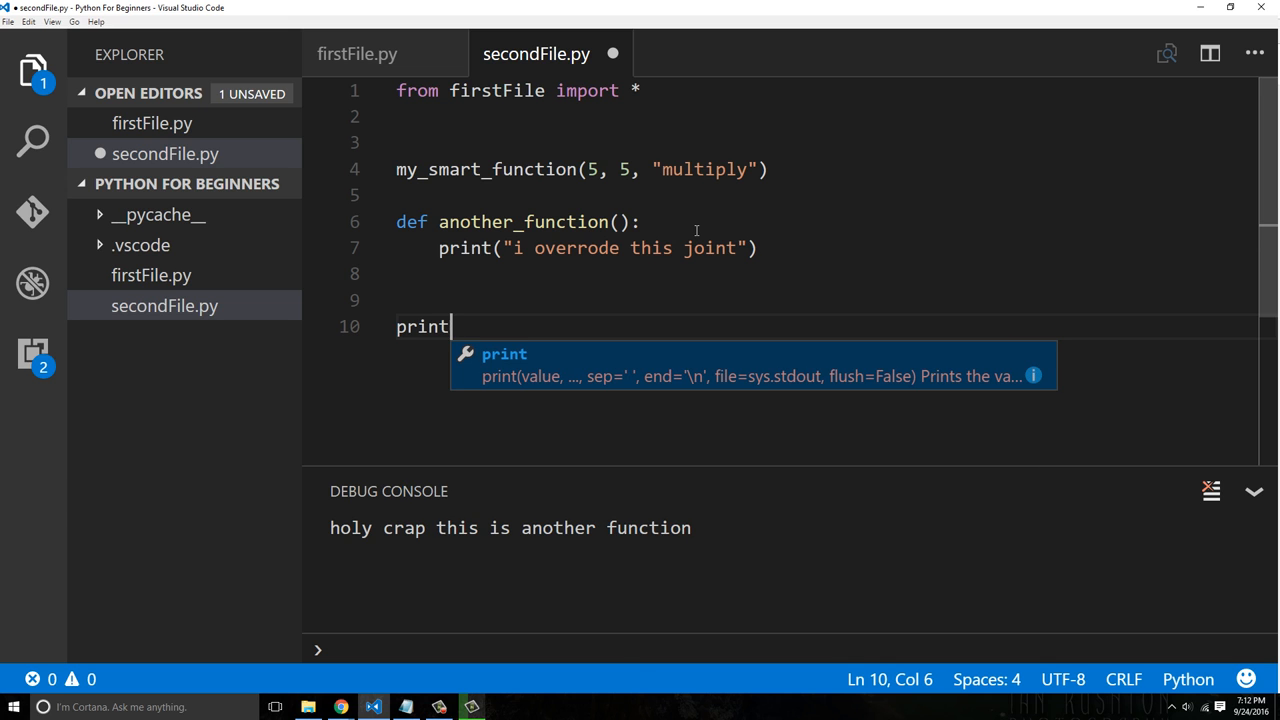 ● secondFile.py - Python For Beginners - Visual Studio Code
File Edit View Go Help
EXPLORER
OPEN EDITORS 1 UNSAVED
firstFile.py
secondFile.py
PYTHON FOR BEGINNERS
__pycache__
.vscode
firstFile.py
secondFile.py
1
2
firstFile.py secondFile.py
1 from firstFile import *
2
3
4 my_smart_function(5, 5, "multiply")
5
6 def another_function():
7 print("i overrode this joint")
8
9
10 print
print
print(value, ..., sep=' ', end='\n', file=sys.stdout, flush=False) Prints the va...
DEBUG CONSOLE
holy crap this is another function
0 0 Ln 10, Col 6 Spaces: 4 UTF-8 CRLF Python
I'm Cortana. Ask me anything.
7:12 PM
9/24/2016